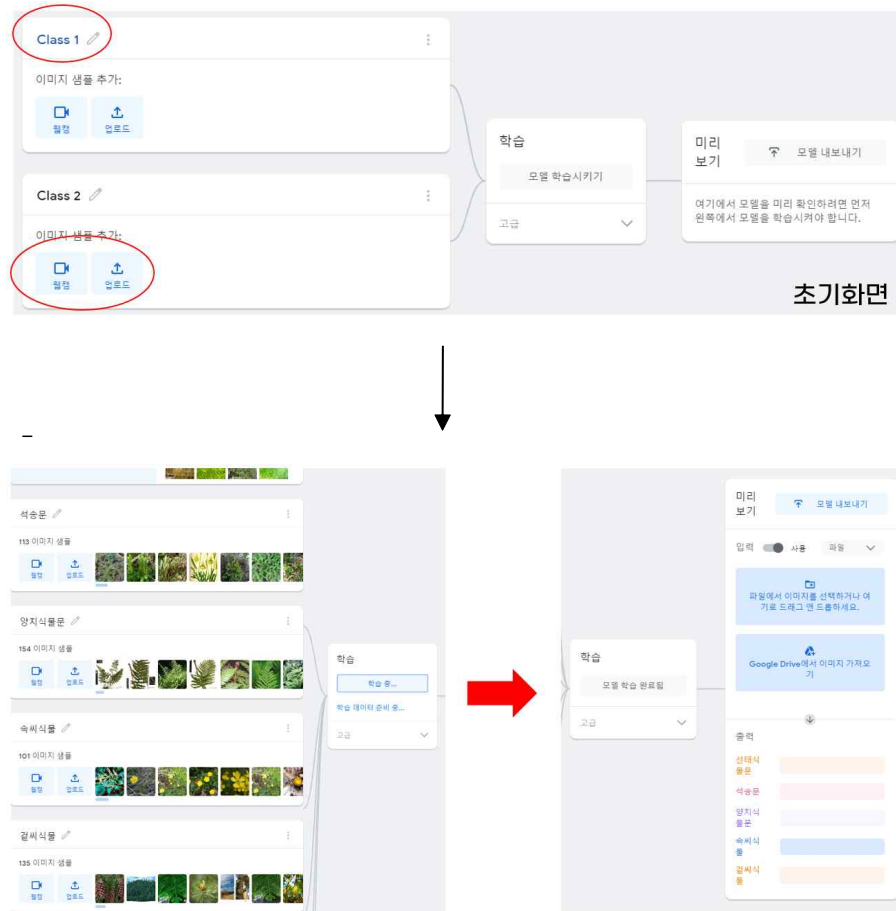 Class 1
이미지 샘플 추가:
웹캠 업로드
Class 2
이미지 샘플 추가:
웹캠 업로드
학습
모델 학습시키기
고급
미리
보기
모델 내보내기
여기에서 모델을 미리 확인하려면 먼저
왼쪽에서 모델을 학습시켜야 합니다.
초기화면
–
석송문
113 이미지 샘플
웹캠 업로드
양치식물문
154 이미지 샘플
웹캠 업로드
속씨식물
101 이미지 샘플
웹캠 업로드
겉씨식물
135 이미지 샘플
웹캠 업로드
학습
학습 중...
학습 데이터 준비 중...
고급
학습
모델 학습 완료됨
고급
미리
보기
모델 내보내기
입력 사용 파일
파일에서 이미지를 선택하거나 여
기로 드래그 앤 드롭하세요.
Google Drive에서 이미지 가져오
기
출력
선태식
물문
석송문
양치식
물문
속씨식
물
겉씨식
물